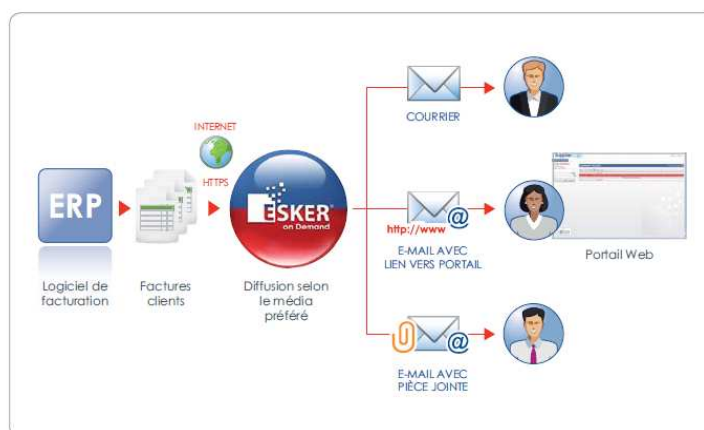 INTERNET
HTTPS
ERP
ESKER
on Demand
Logiciel de
facturation
Factures
clients
Diffusion selon
le média
préféré
COURRIER
http://www
@
E-MAIL AVEC
LIEN VERS PORTAIL
Portail Web
@
E-MAIL AVEC
PIÈCE JOINTE